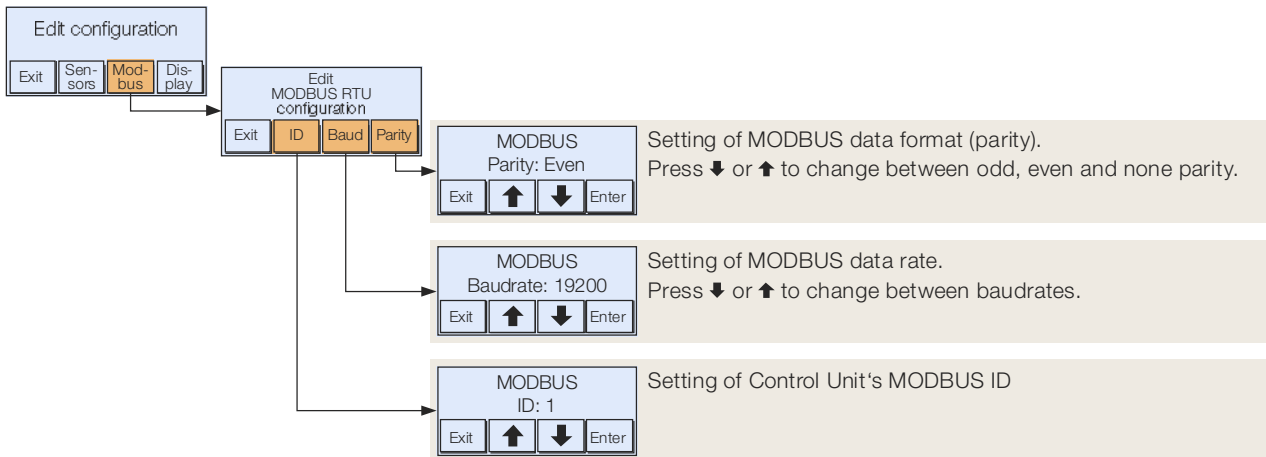 Edit configuration
Exit
Sen-
sors
Mod-
bus
Dis-
play
Edit
MODBUS RTU
configuration
Exit
ID
Baud
Parity
MODBUS
Parity: Even
Exit
⬆
⬇
Enter
Setting of MODBUS data format (parity).
Press ⬇ or ⬆ to change between odd, even and none parity.
MODBUS
Baudrate: 19200
Exit
⬆
⬇
Enter
Setting of MODBUS data rate.
Press ⬇ or ⬆ to change between baudrates.
MODBUS
ID: 1
Exit
⬆
⬇
Enter
Setting of Control Unit‘s MODBUS ID